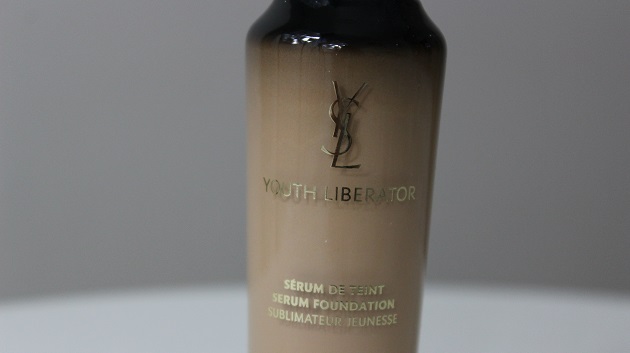 YSL
YOUTH LIBERATOR
SÉRUM DE TEINT
SERUM FOUNDATION
SUBLIMATEUR JEUNESSE